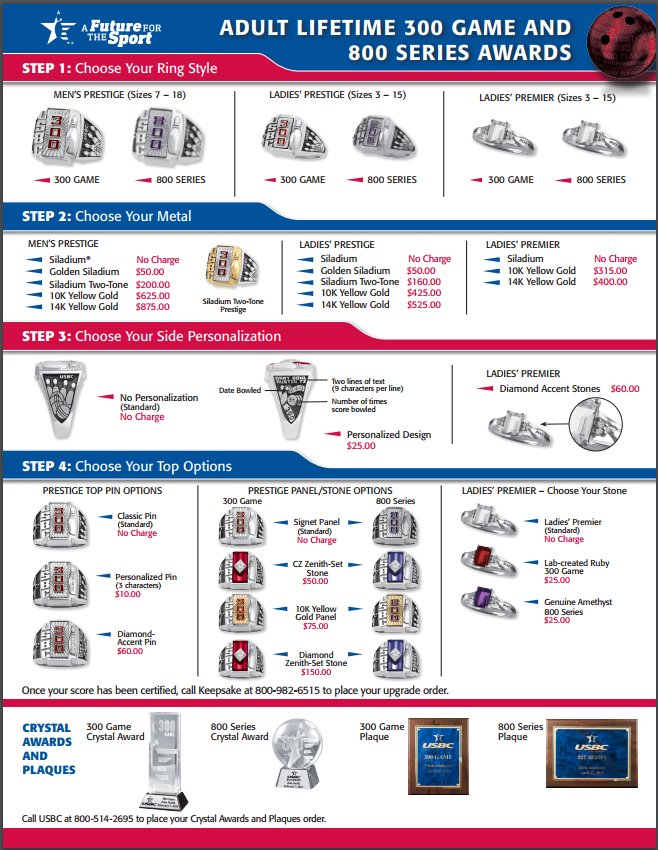 A Future FOR
THE Sport
ADULT LIFETIME 300 GAME AND
800 SERIES AWARDS
STEP 1: Choose Your Ring Style
MEN'S PRESTIGE (Sizes 7 – 18)
LADIES' PRESTIGE (Sizes 3 – 15)
LADIES' PREMIER (Sizes 3 – 15)
300 GAME
800 SERIES
300 GAME
800 SERIES
300 GAME
800 SERIES
STEP 2: Choose Your Metal
MEN'S PRESTIGE
Siladium® No Charge
Golden Siladium $50.00
Siladium Two-Tone $200.00
10K Yellow Gold $625.00
14K Yellow Gold $875.00
Siladium Two-Tone
Prestige
LADIES' PRESTIGE
Siladium No Charge
Golden Siladium $50.00
Siladium Two-Tone $160.00
10K Yellow Gold $425.00
14K Yellow Gold $525.00
LADIES' PREMIER
Siladium No Charge
10K Yellow Gold $315.00
14K Yellow Gold $400.00
STEP 3: Choose Your Side Personalization
USBC
No Personalization
(Standard)
No Charge
Date Bowled
Two lines of text
(9 characters per line)
Number of times
score bowled
Personalized Design
$25.00
LADIES' PREMIER
Diamond Accent Stones $60.00
STEP 4: Choose Your Top Options
PRESTIGE TOP PIN OPTIONS
Classic Pin
(Standard)
No Charge
Personalized Pin
(3 characters)
$10.00
Diamond-
Accent Pin
$60.00
PRESTIGE PANEL/STONE OPTIONS
300 Game
800 Series
Signet Panel
(Standard)
No Charge
CZ Zenith-Set
Stone
$50.00
10K Yellow
Gold Panel
$75.00
Diamond
Zenith-Set Stone
$150.00
LADIES' PREMIER – Choose Your Stone
Ladies' Premier
(Standard)
No Charge
Lab-created Ruby
300 Game
$25.00
Genuine Amethyst
800 Series
$25.00
Once your score has been certified, call Keepsake at 800-982-6515 to place your upgrade order.
CRYSTAL
AWARDS
AND
PLAQUES
300 Game
Crystal Award
300
GAME
800 Series
Crystal Award
300 Game
Plaque
USBC
300 GAME
800 Series
Plaque
USBC
827 SERIES
Call USBC at 800-514-2695 to place your Crystal Awards and Plaques order.